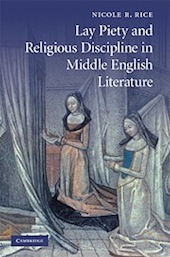 NICOLE R. RICE
Lay Piety and
Religious Discipline in
Middle English
Literature
CAMBRIDGE